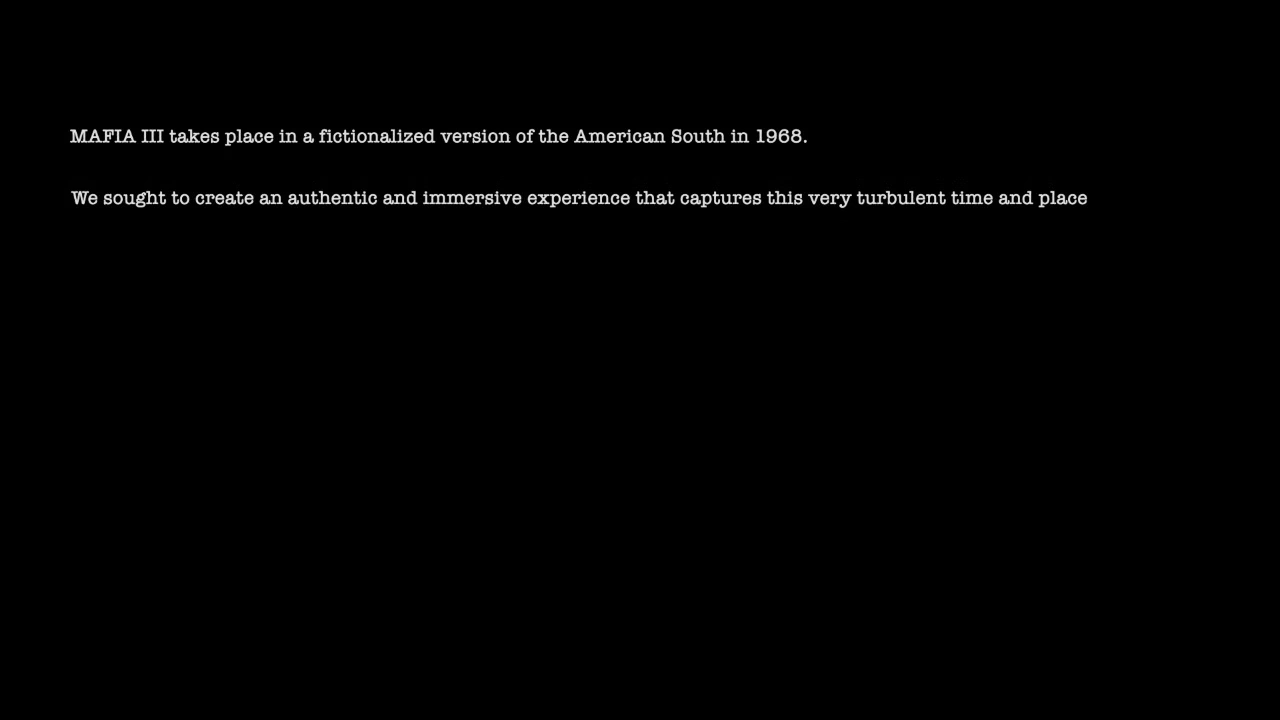 MAFIA III takes place in a fictionalized version of the American South in 1968.
We sought to create an authentic and immersive experience that captures this very turbulent time and place